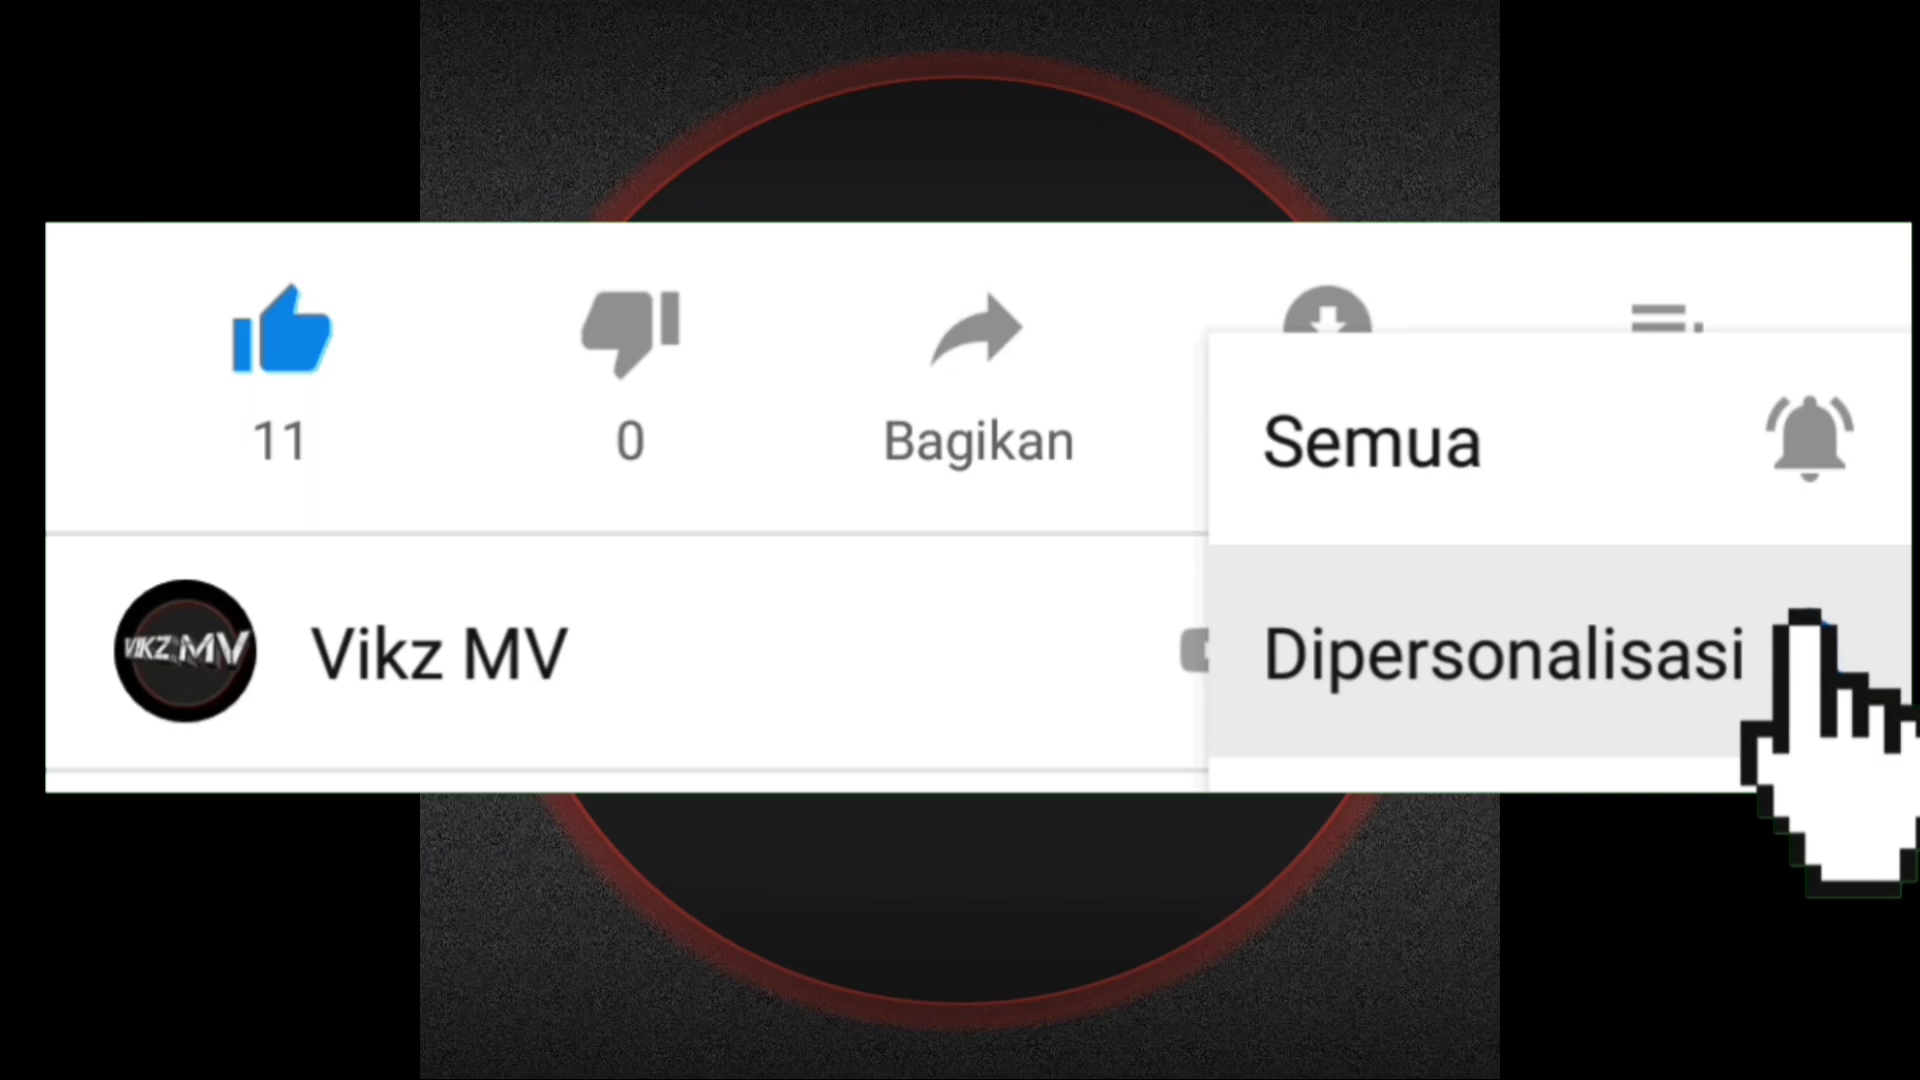 11
0
Bagikan
Semua
VIKZ MV
Vikz MV
Dipersonalisasi